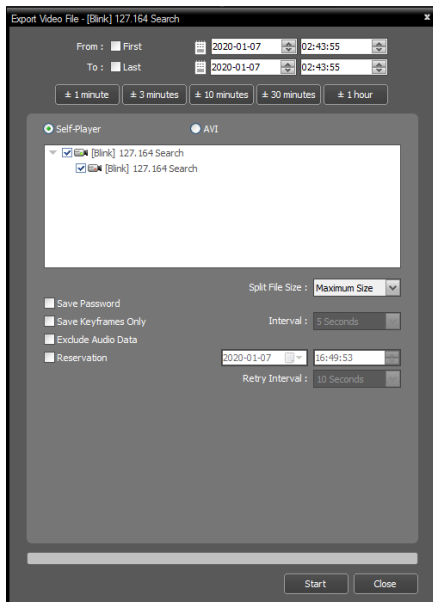 Export Video File - [Blink] 127.164 Search x
From : First 2020-01-07 02:43:55
To : Last 2020-01-07 02:43:55
± 1 minute ± 3 minutes ± 10 minutes ± 30 minutes ± 1 hour
Self-Player AVI
[Blink] 127.164 Search
[Blink] 127.164 Search
Split File Size : Maximum Size
Save Password
Save Keyframes Only Interval : 5 Seconds
Exclude Audio Data
Reservation 2020-01-07 16:49:53
Retry Interval : 10 Seconds
Start Close